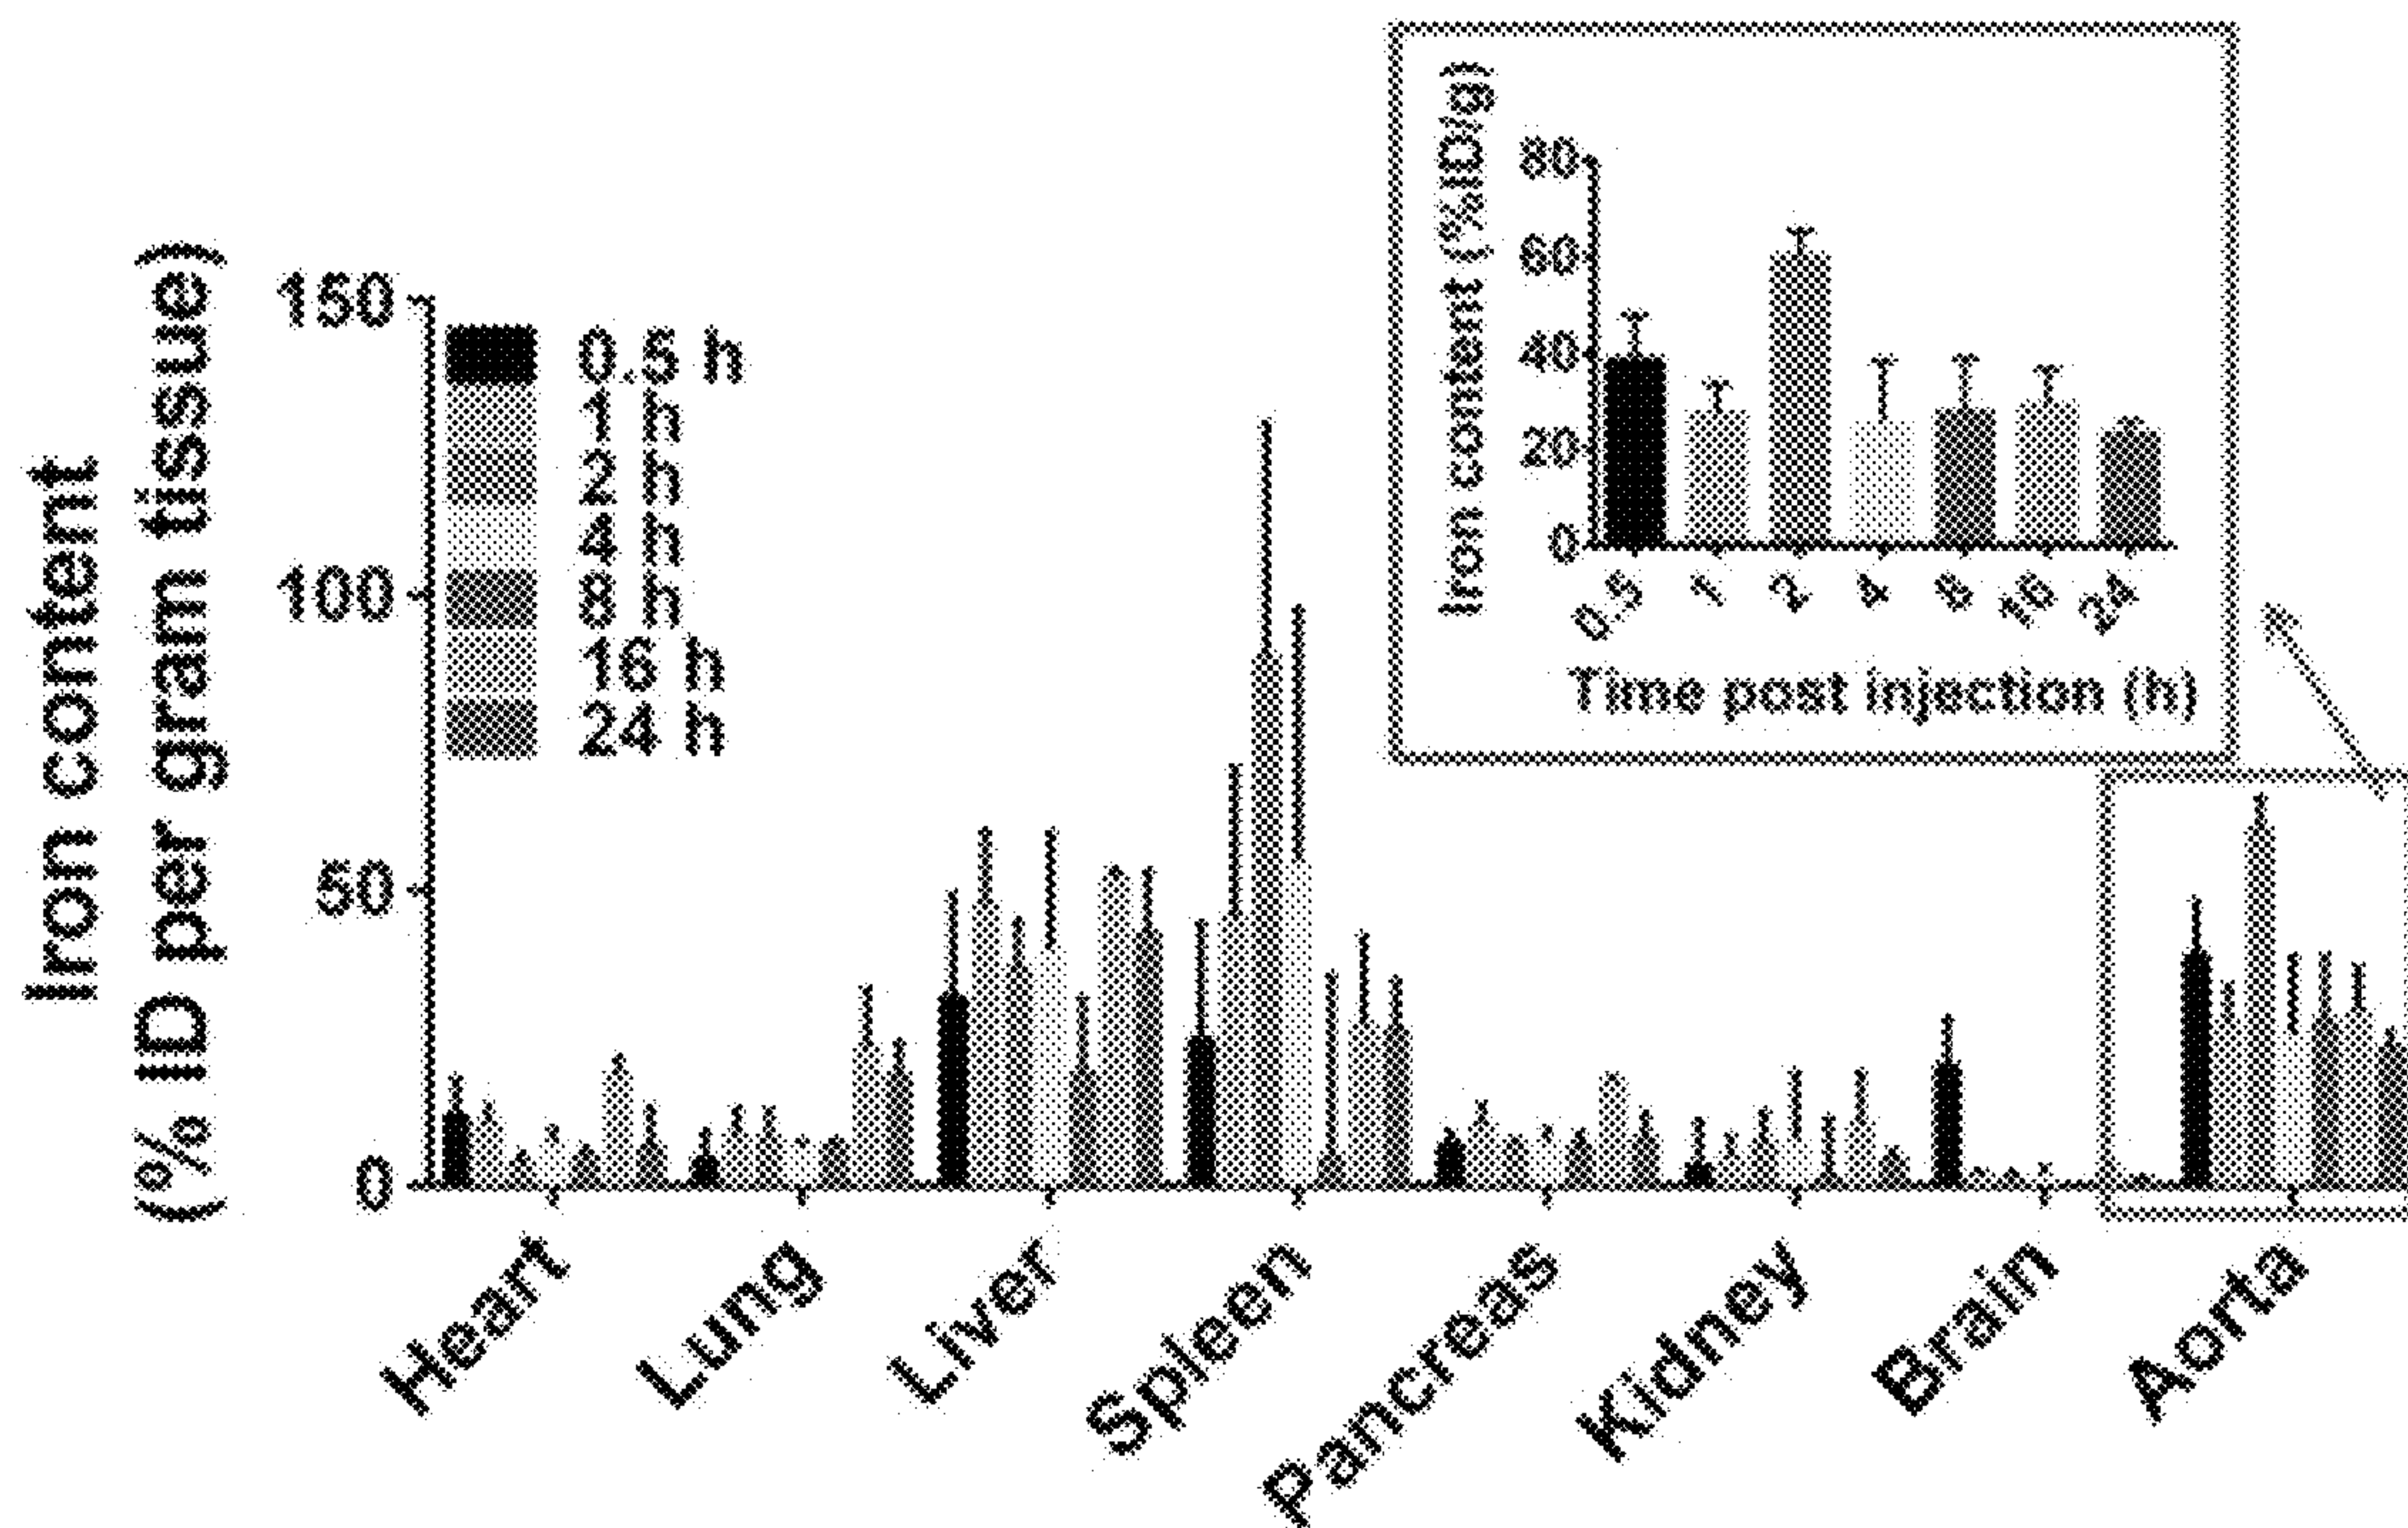 Iron content
(% ID per gram tissue)
150
100
50
0
0.5 h
1 h
2 h
4 h
8 h
16 h
24 h
Heart
Lung
Liver
Spleen
Pancreas
Kidney
Brain
Aorta
Iron content (%ID/g)
80
60
40
20
0
0.5
1
2
4
8
16
24
Time post injection (h)